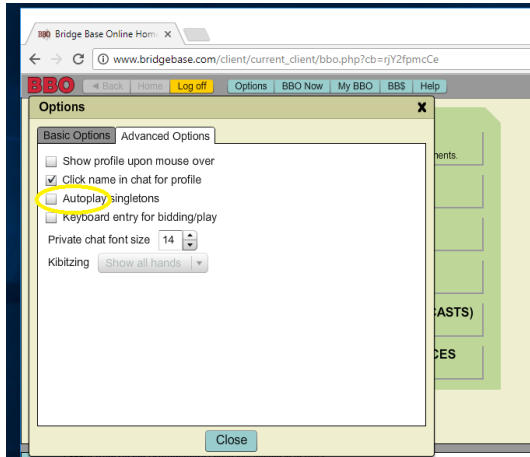 BBO Bridge Base Online Hom
www.bridgebase.com/client/current_client/bbo.php?cb=rjY2fpmcCe
BBO Back Home Log off Options BBO Now My BBO BB$ Help
Options X
Basic Options Advanced Options
Show profile upon mouse over
ments.
Click name in chat for profile
Autoplay singletons
Keyboard entry for bidding/play
Private chat font size 14
Kibitzing Show all hands
CASTS)
CES
Close